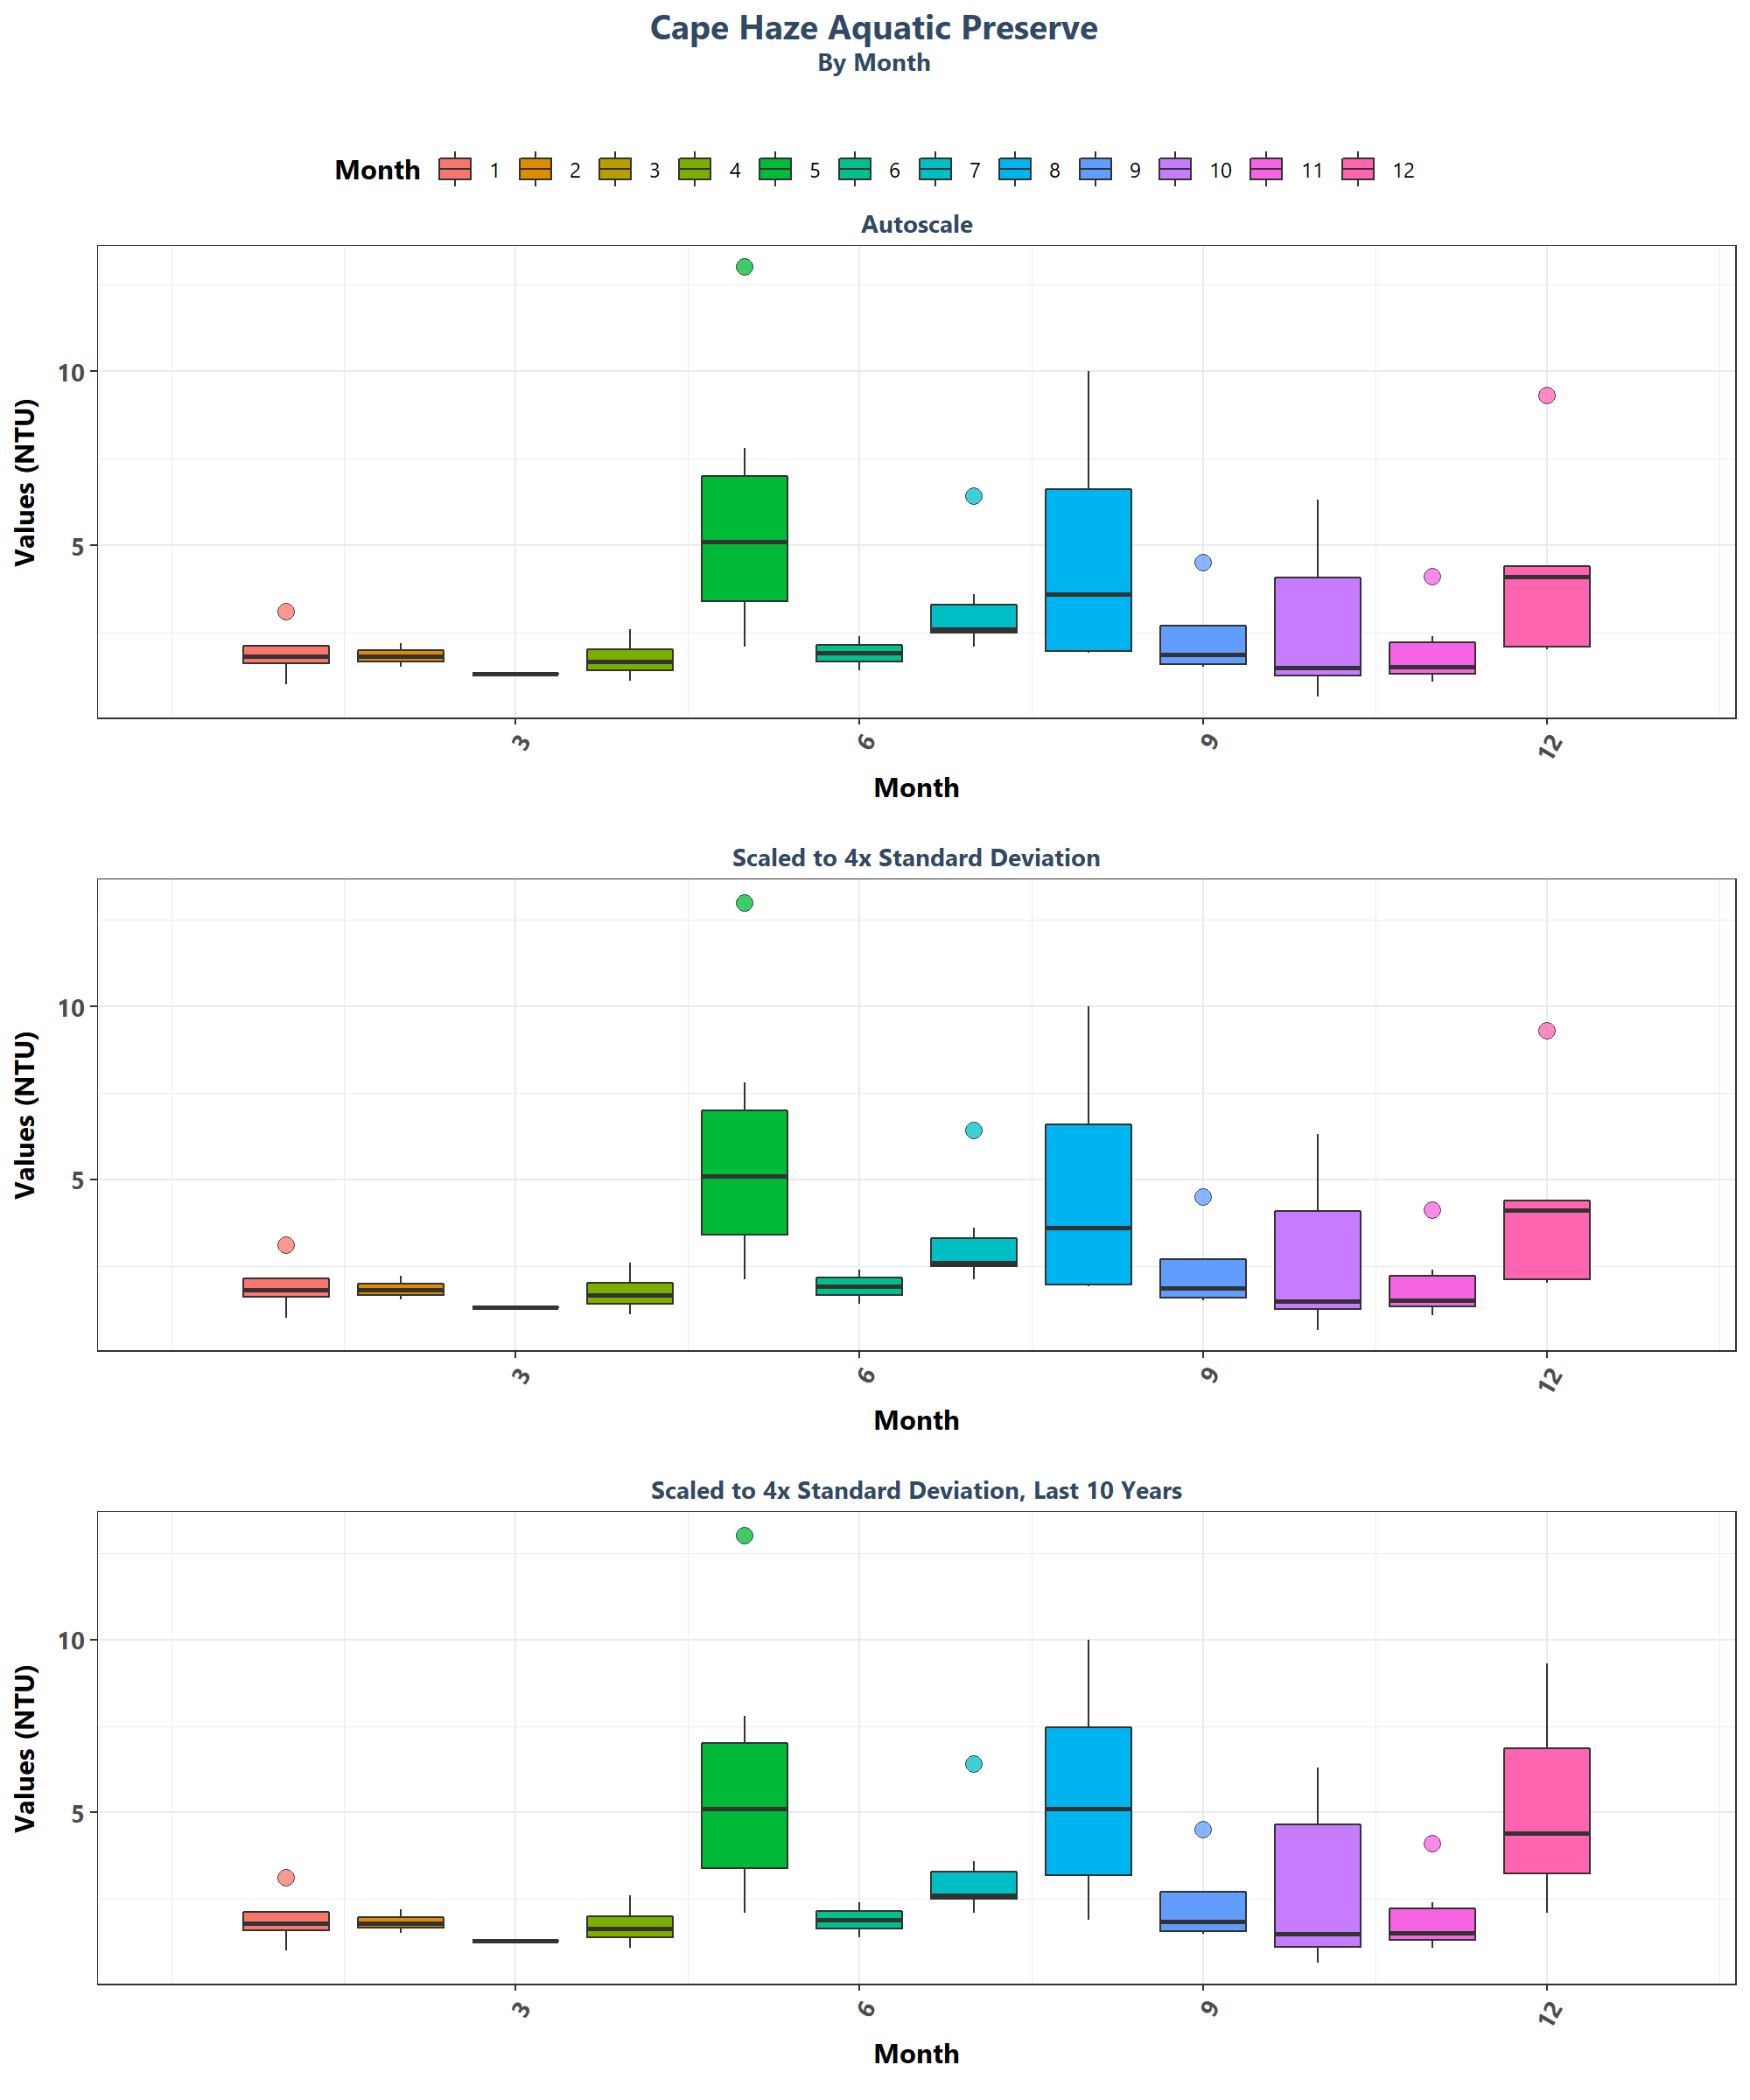 Cape Haze Aquatic Preserve
By Month
Month 1 2 3 4 5 6 7 8 9 10 11 12
Autoscale
Values (NTU)
10
5
3 6 9 12
Month
Scaled to 4x Standard Deviation
Values (NTU)
10
5
3 6 9 12
Month
Scaled to 4x Standard Deviation, Last 10 Years
Values (NTU)
10
5
3 6 9 12
Month